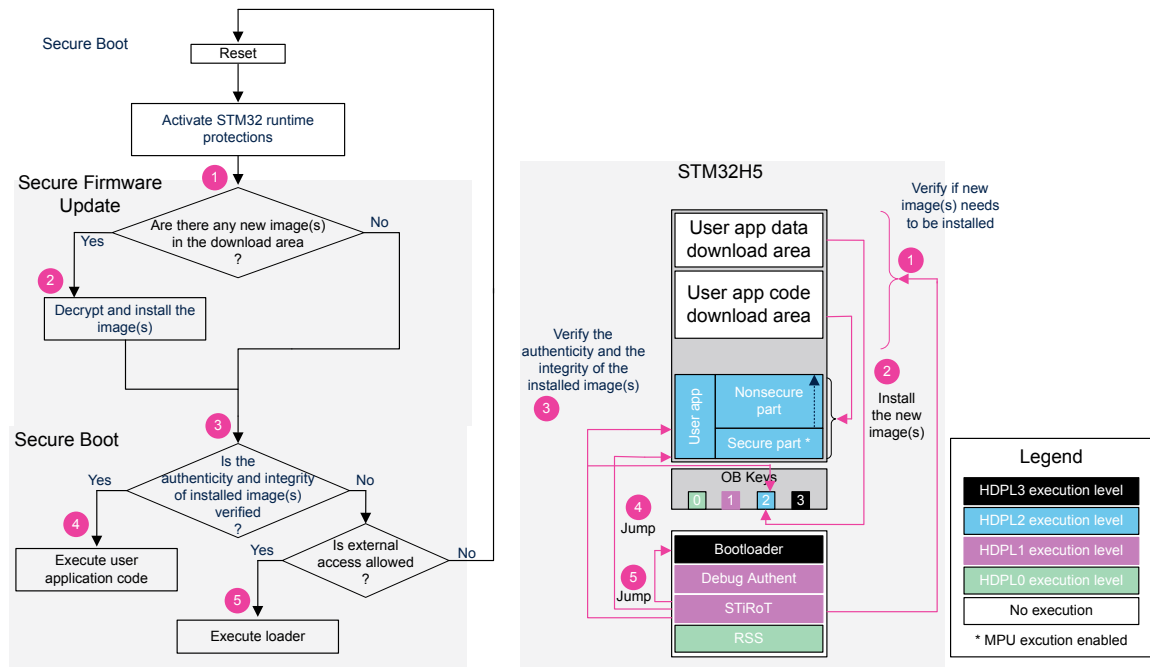 Secure Boot
Reset
Activate STM32 runtime
protections
1
Secure Firmware
Update
Are there any new image(s)
in the download area
?
Yes
No
2
Decrypt and install the
image(s)
3
Secure Boot
Is the
authenticity and integrity
of installed image(s)
verified
?
Yes
No
4
Execute user
application code
Is external
access allowed
?
Yes
No
5
Execute loader
STM32H5
User app data
download area
User app code
download area
Verify if new
image(s) needs
to be installed
1
Verify the
authenticity and the
integrity of the
installed image(s)
3
2
Install
the new
image(s)
User app
Nonsecure
part
Secure part *
OB Keys
0
1
2
3
4
Jump
5
Jump
Bootloader
Debug Authent
STiRoT
RSS
Legend
HDPL3 execution level
HDPL2 execution level
HDPL1 execution level
HDPL0 execution level
No execution
* MPU excution enabled